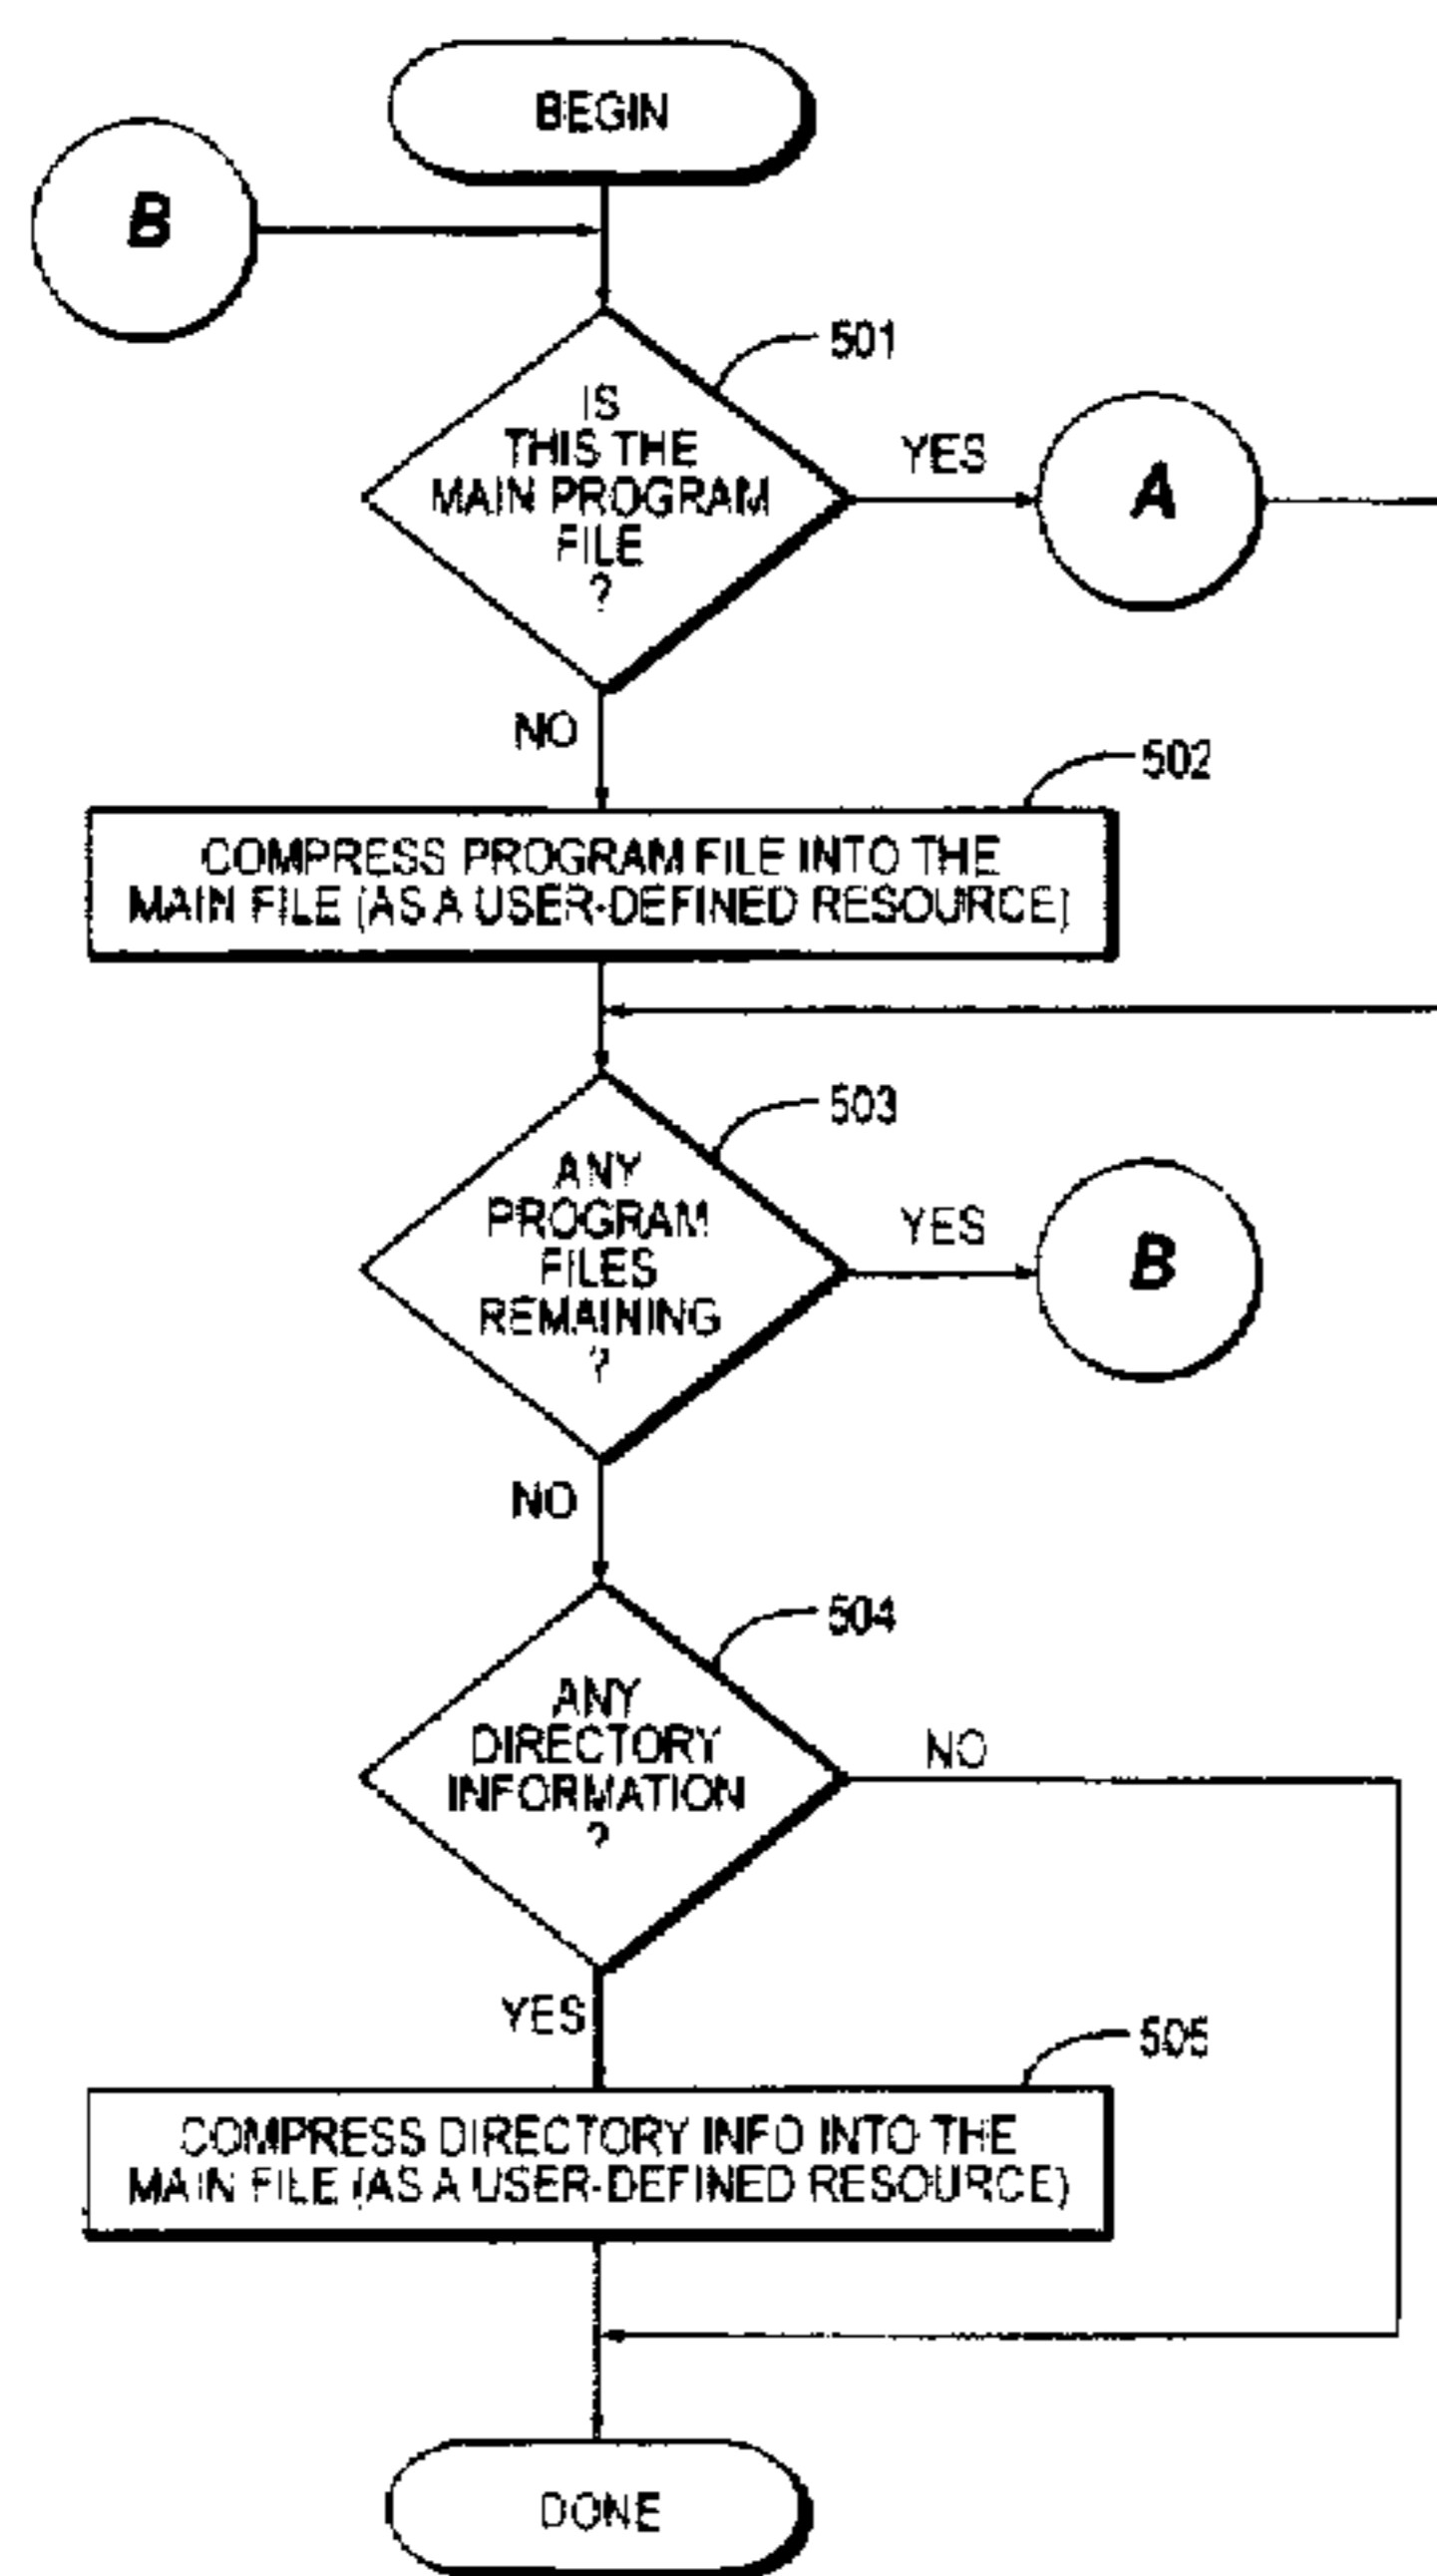 BEGIN
B
501
IS
THIS THE
MAIN PROGRAM
FILE
?
YES
A
NO
502
COMPRESS PROGRAM FILE INTO THE
MAIN FILE (AS A USER-DEFINED RESOURCE)
503
ANY
PROGRAM
FILES
REMAINING
?
YES
B
NO
504
ANY
DIRECTORY
INFORMATION
?
NO
YES
505
COMPRESS DIRECTORY INFO INTO THE
MAIN FILE (AS A USER-DEFINED RESOURCE)
DONE